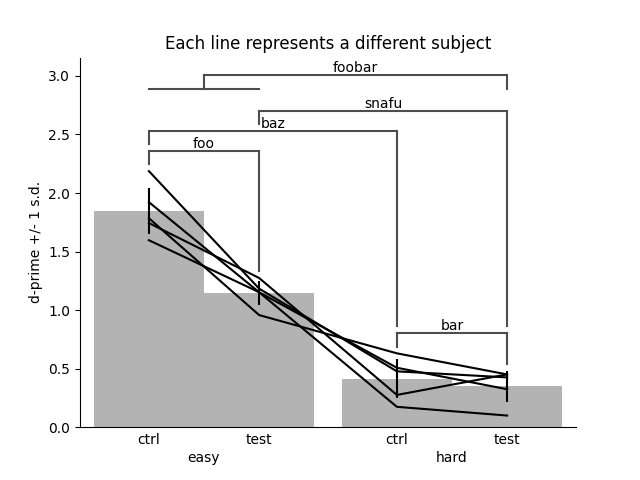 Each line represents a different subject
foobar
snafu
baz
foo
bar
d-prime +/- 1 s.d.
3.0
2.5
2.0
1.5
1.0
0.5
0.0
ctrl test ctrl test
easy hard